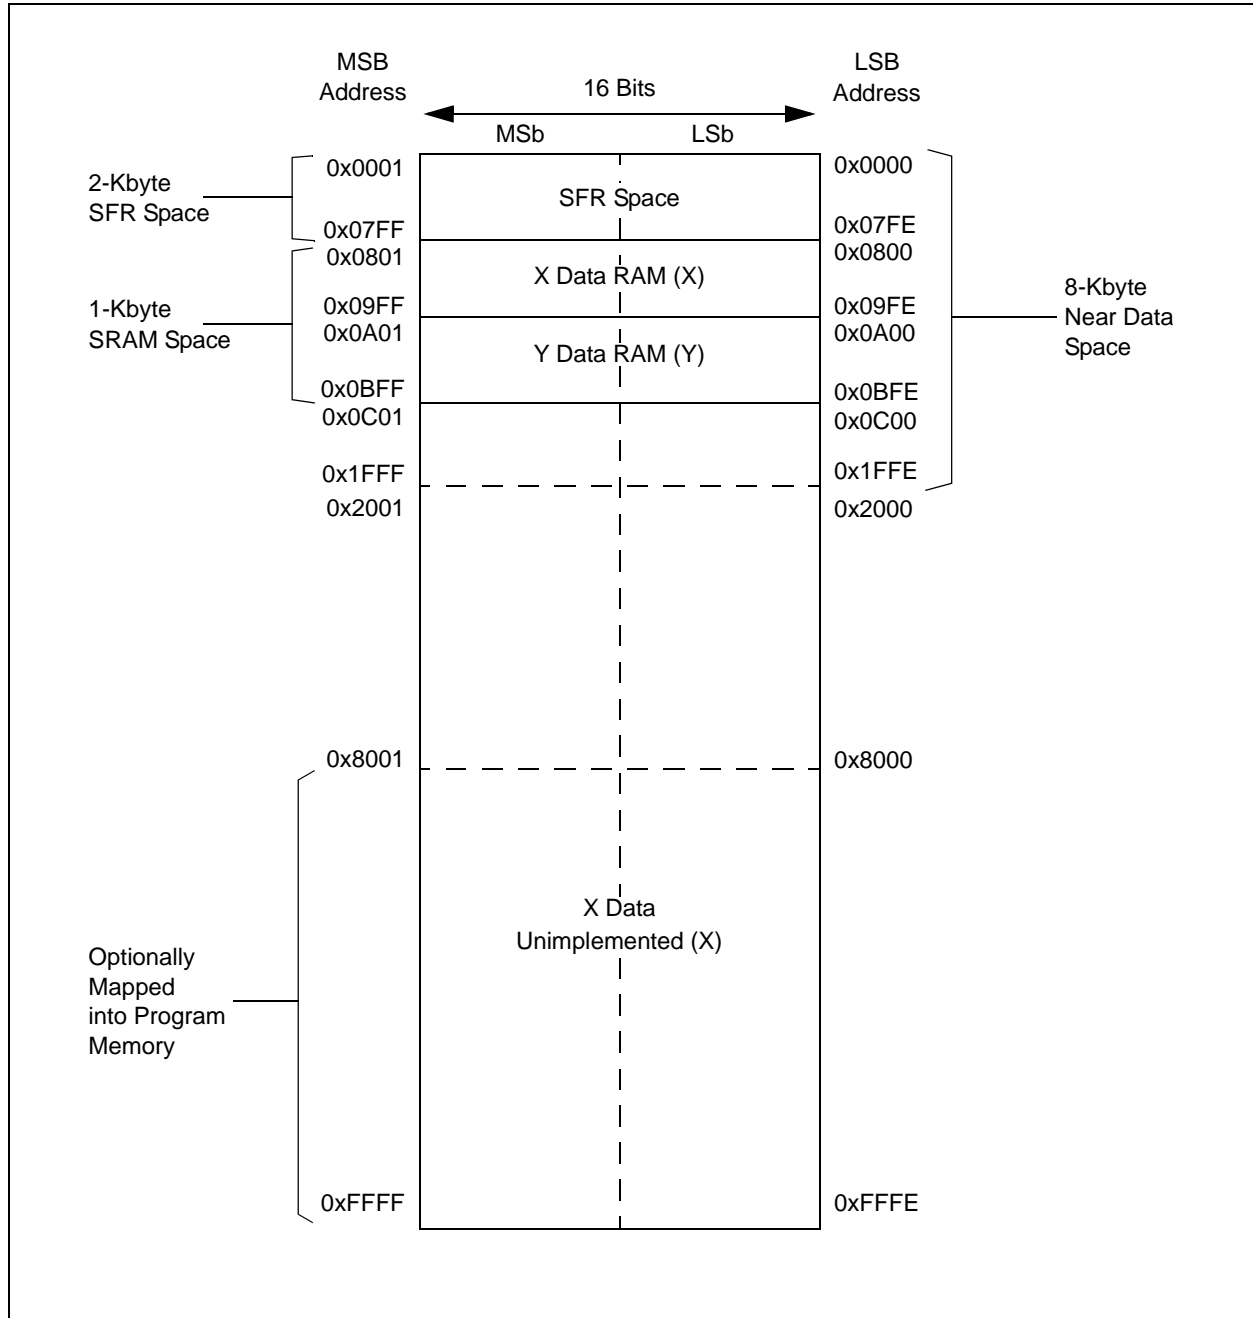 MSB
Address
LSB
Address
16 Bits
MSb
LSb
0x0001
0x0000
2-Kbyte
SFR Space
SFR Space
0x07FF
0x07FE
0x0801
0x0800
X Data RAM (X)
1-Kbyte
SRAM Space
0x09FF
0x09FE
0x0A01
0x0A00
8-Kbyte
Near Data
Space
Y Data RAM (Y)
0x0BFF
0x0BFE
0x0C01
0x0C00
0x1FFF
0x1FFE
0x2001
0x2000
0x8001
0x8000
X Data
Unimplemented (X)
Optionally
Mapped
into Program
Memory
0xFFFF
0xFFFE